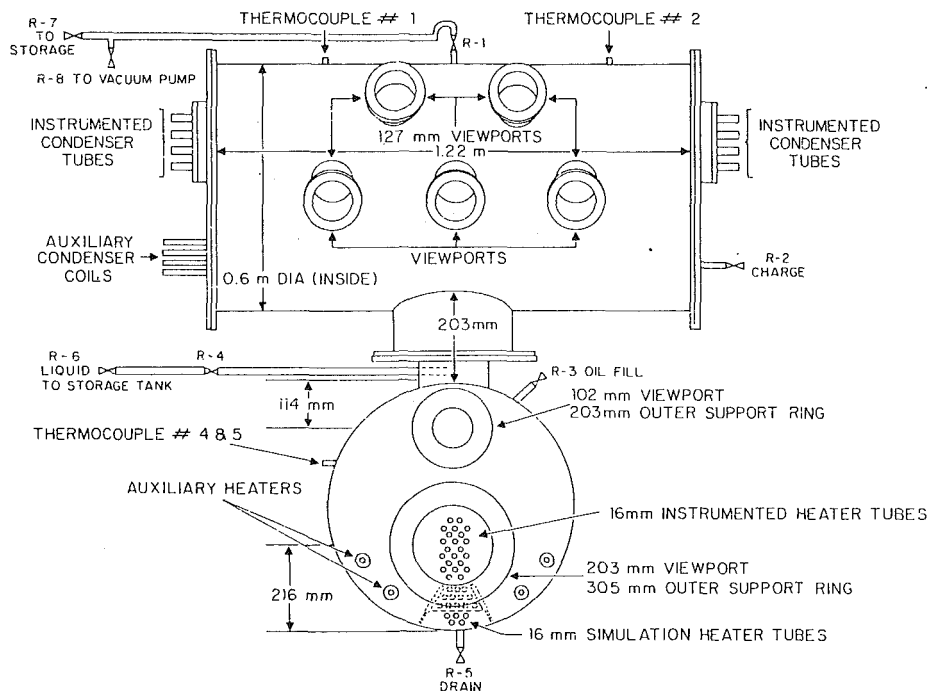 R-7
TO
STORAGE
THERMOCOUPLE # 1
THERMOCOUPLE # 2
R-1
R-8 TO VACUUM PUMP
INSTRUMENTED
CONDENSER
TUBES
127 mm VIEWPORTS
1.22 m
INSTRUMENTED
CONDENSER
TUBES
AUXILIARY
CONDENSER
COILS
VIEWPORTS
0.6 m DIA (INSIDE)
R-2
CHARGE
203mm
R-6
LIQUID
TO STORAGE TANK
R-4
R-3 OIL FILL
114 mm
102 mm VIEWPORT
203mm OUTER SUPPORT RING
THERMOCOUPLE # 4 & 5
AUXILIARY HEATERS
16mm INSTRUMENTED HEATER TUBES
203 mm VIEWPORT
305 mm OUTER SUPPORT RING
216 mm
16 mm SIMULATION HEATER TUBES
R-5
DRAIN